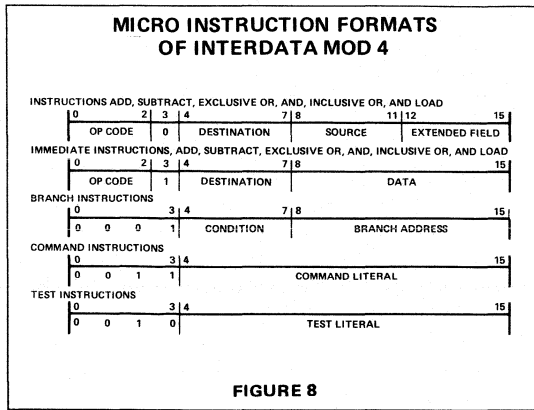 MICRO INSTRUCTION FORMATS
OF INTERDATA MOD 4
INSTRUCTIONS ADD, SUBTRACT, EXCLUSIVE OR, AND, INCLUSIVE OR, AND LOAD
0 2 3 4 7 8 11 12 15
OP CODE 0 DESTINATION SOURCE EXTENDED FIELD
IMMEDIATE INSTRUCTIONS, ADD, SUBTRACT, EXCLUSIVE OR, AND, INCLUSIVE OR, AND LOAD
0 2 3 4 7 8 15
OP CODE 1 DESTINATION DATA
BRANCH INSTRUCTIONS
0 3 4 7 8 15
0 0 0 1 CONDITION BRANCH ADDRESS
COMMAND INSTRUCTIONS
0 3 4 15
0 0 1 1 COMMAND LITERAL
TEST INSTRUCTIONS
0 3 4 15
0 0 1 0 TEST LITERAL
FIGURE 8